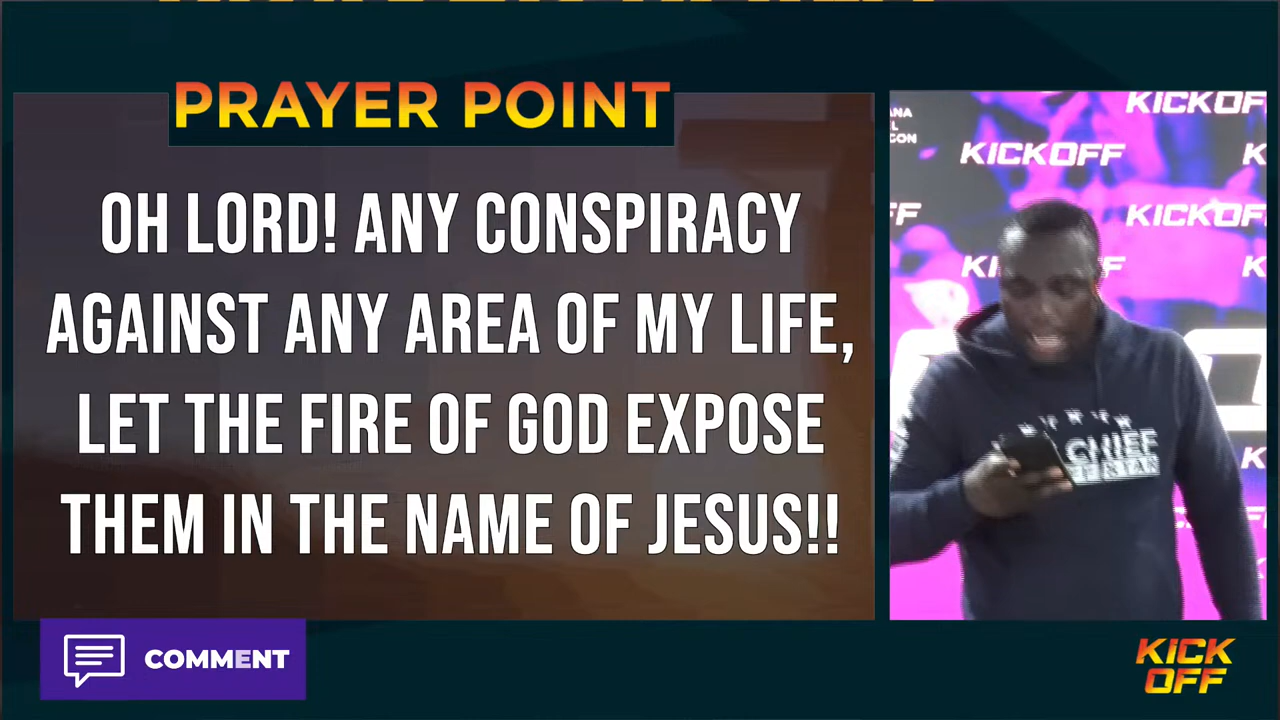 PRAYER POINT
OH LORD! ANY CONSPIRACY
AGAINST ANY AREA OF MY LIFE,
LET THE FIRE OF GOD EXPOSE
THEM IN THE NAME OF JESUS!!
COMMENT
KICKOFF
KICKOFF
KICKOFF
CHIEF
KICK
OFF